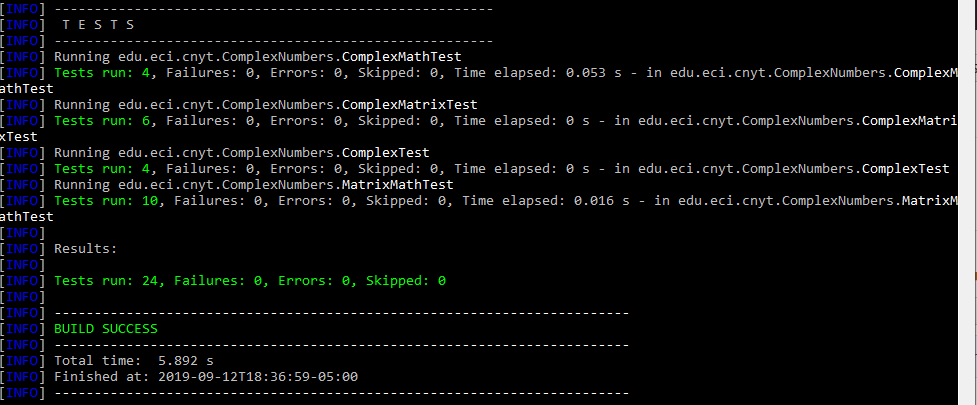 [INFO] -------------------------------------------------------
[INFO]  T E S T S
[INFO] -------------------------------------------------------
[INFO] Running edu.eci.cnyt.ComplexNumbers.ComplexMathTest
[INFO] Tests run: 4, Failures: 0, Errors: 0, Skipped: 0, Time elapsed: 0.053 s - in edu.eci.cnyt.ComplexNumbers.ComplexM
athTest
[INFO] Running edu.eci.cnyt.ComplexNumbers.ComplexMatrixTest
[INFO] Tests run: 6, Failures: 0, Errors: 0, Skipped: 0, Time elapsed: 0 s - in edu.eci.cnyt.ComplexNumbers.ComplexMatri
xTest
[INFO] Running edu.eci.cnyt.ComplexNumbers.ComplexTest
[INFO] Tests run: 4, Failures: 0, Errors: 0, Skipped: 0, Time elapsed: 0 s - in edu.eci.cnyt.ComplexNumbers.ComplexTest
[INFO] Running edu.eci.cnyt.ComplexNumbers.MatrixMathTest
[INFO] Tests run: 10, Failures: 0, Errors: 0, Skipped: 0, Time elapsed: 0.016 s - in edu.eci.cnyt.ComplexNumbers.MatrixM
athTest
[INFO]
[INFO] Results:
[INFO]
[INFO] Tests run: 24, Failures: 0, Errors: 0, Skipped: 0
[INFO]
[INFO] ------------------------------------------------------------------------
[INFO] BUILD SUCCESS
[INFO] ------------------------------------------------------------------------
[INFO] Total time:  5.892 s
[INFO] Finished at: 2019-09-12T18:36:59-05:00
[INFO] ------------------------------------------------------------------------